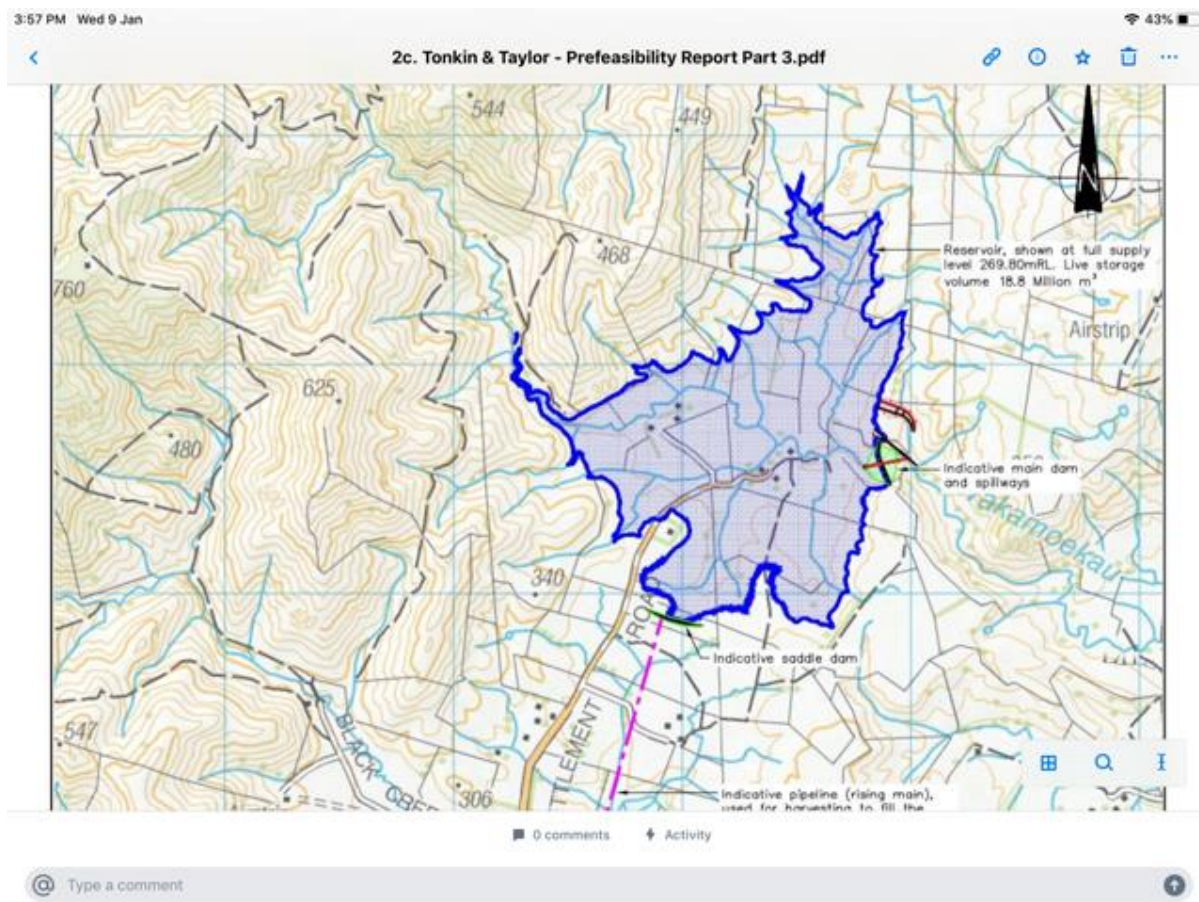 3:57 PM Wed 9 Jan
43%
2c. Tonkin & Taylor - Prefeasibility Report Part 3.pdf
544
449
468
Reservoir, shown at full supply
level 269.80mRL. Live storage
volume 18.8 Million m³
N
760
Airstrip
625
480
Indicative main dam
and spillways
akamoekau
340
ROA
Indicative saddle dam
547
BLACK
TTLEMENT
306
Indicative pipeline (rising main),
used for harvesting to fill the
0 comments Activity
@ Type a comment